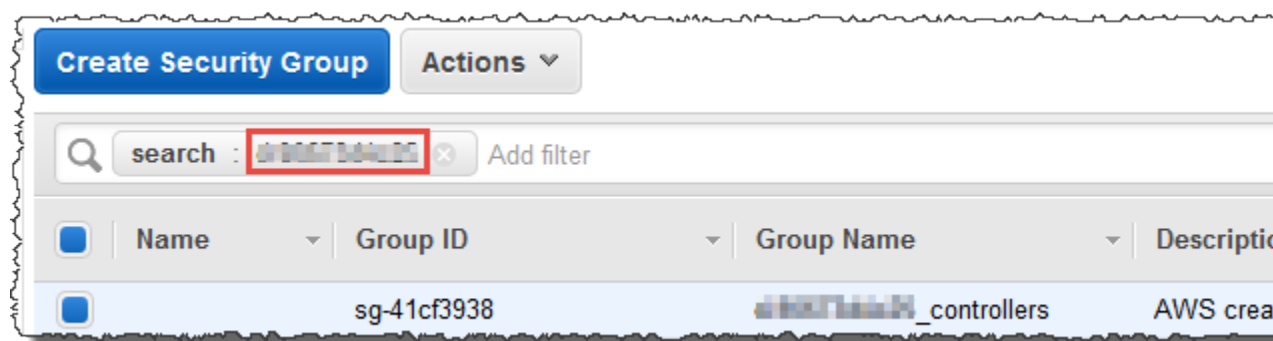 Create Security Group Actions
search : Add filter
Name Group ID Group Name Descriptio
sg-41cf3938 _controllers AWS crea